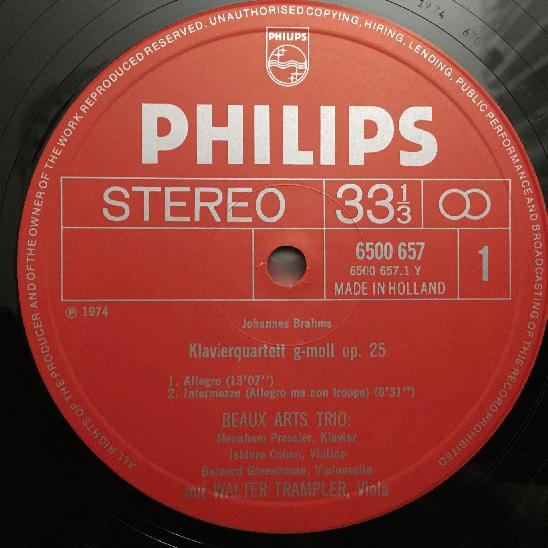 ALL RIGHTS OF THE PRODUCER AND OF THE OWNER OF THE WORK REPRODUCED RESERVED. UNAUTHORISED COPYING, HIRING, LENDING, PUBLIC PERFORMANCE AND BROADCASTING OF THIS RECORD PROHIBITED
PHILIPS
PHILIPS
STEREO 33 1/3
6500 657
6500 657.1 Y
MADE IN HOLLAND
1
℗ 1974
Johannes Brahms
Klavierquartett g-moll op. 25
1. Allegro (13'07'')
2. Intermezzo (Allegro ma non troppo) (8'31'')
BEAUX ARTS TRIO:
Menahem Pressler, Klavier
Isidore Cohen, Violine
Bernard Greenhouse, Violoncello
mit WALTER TRAMPLER, Viola